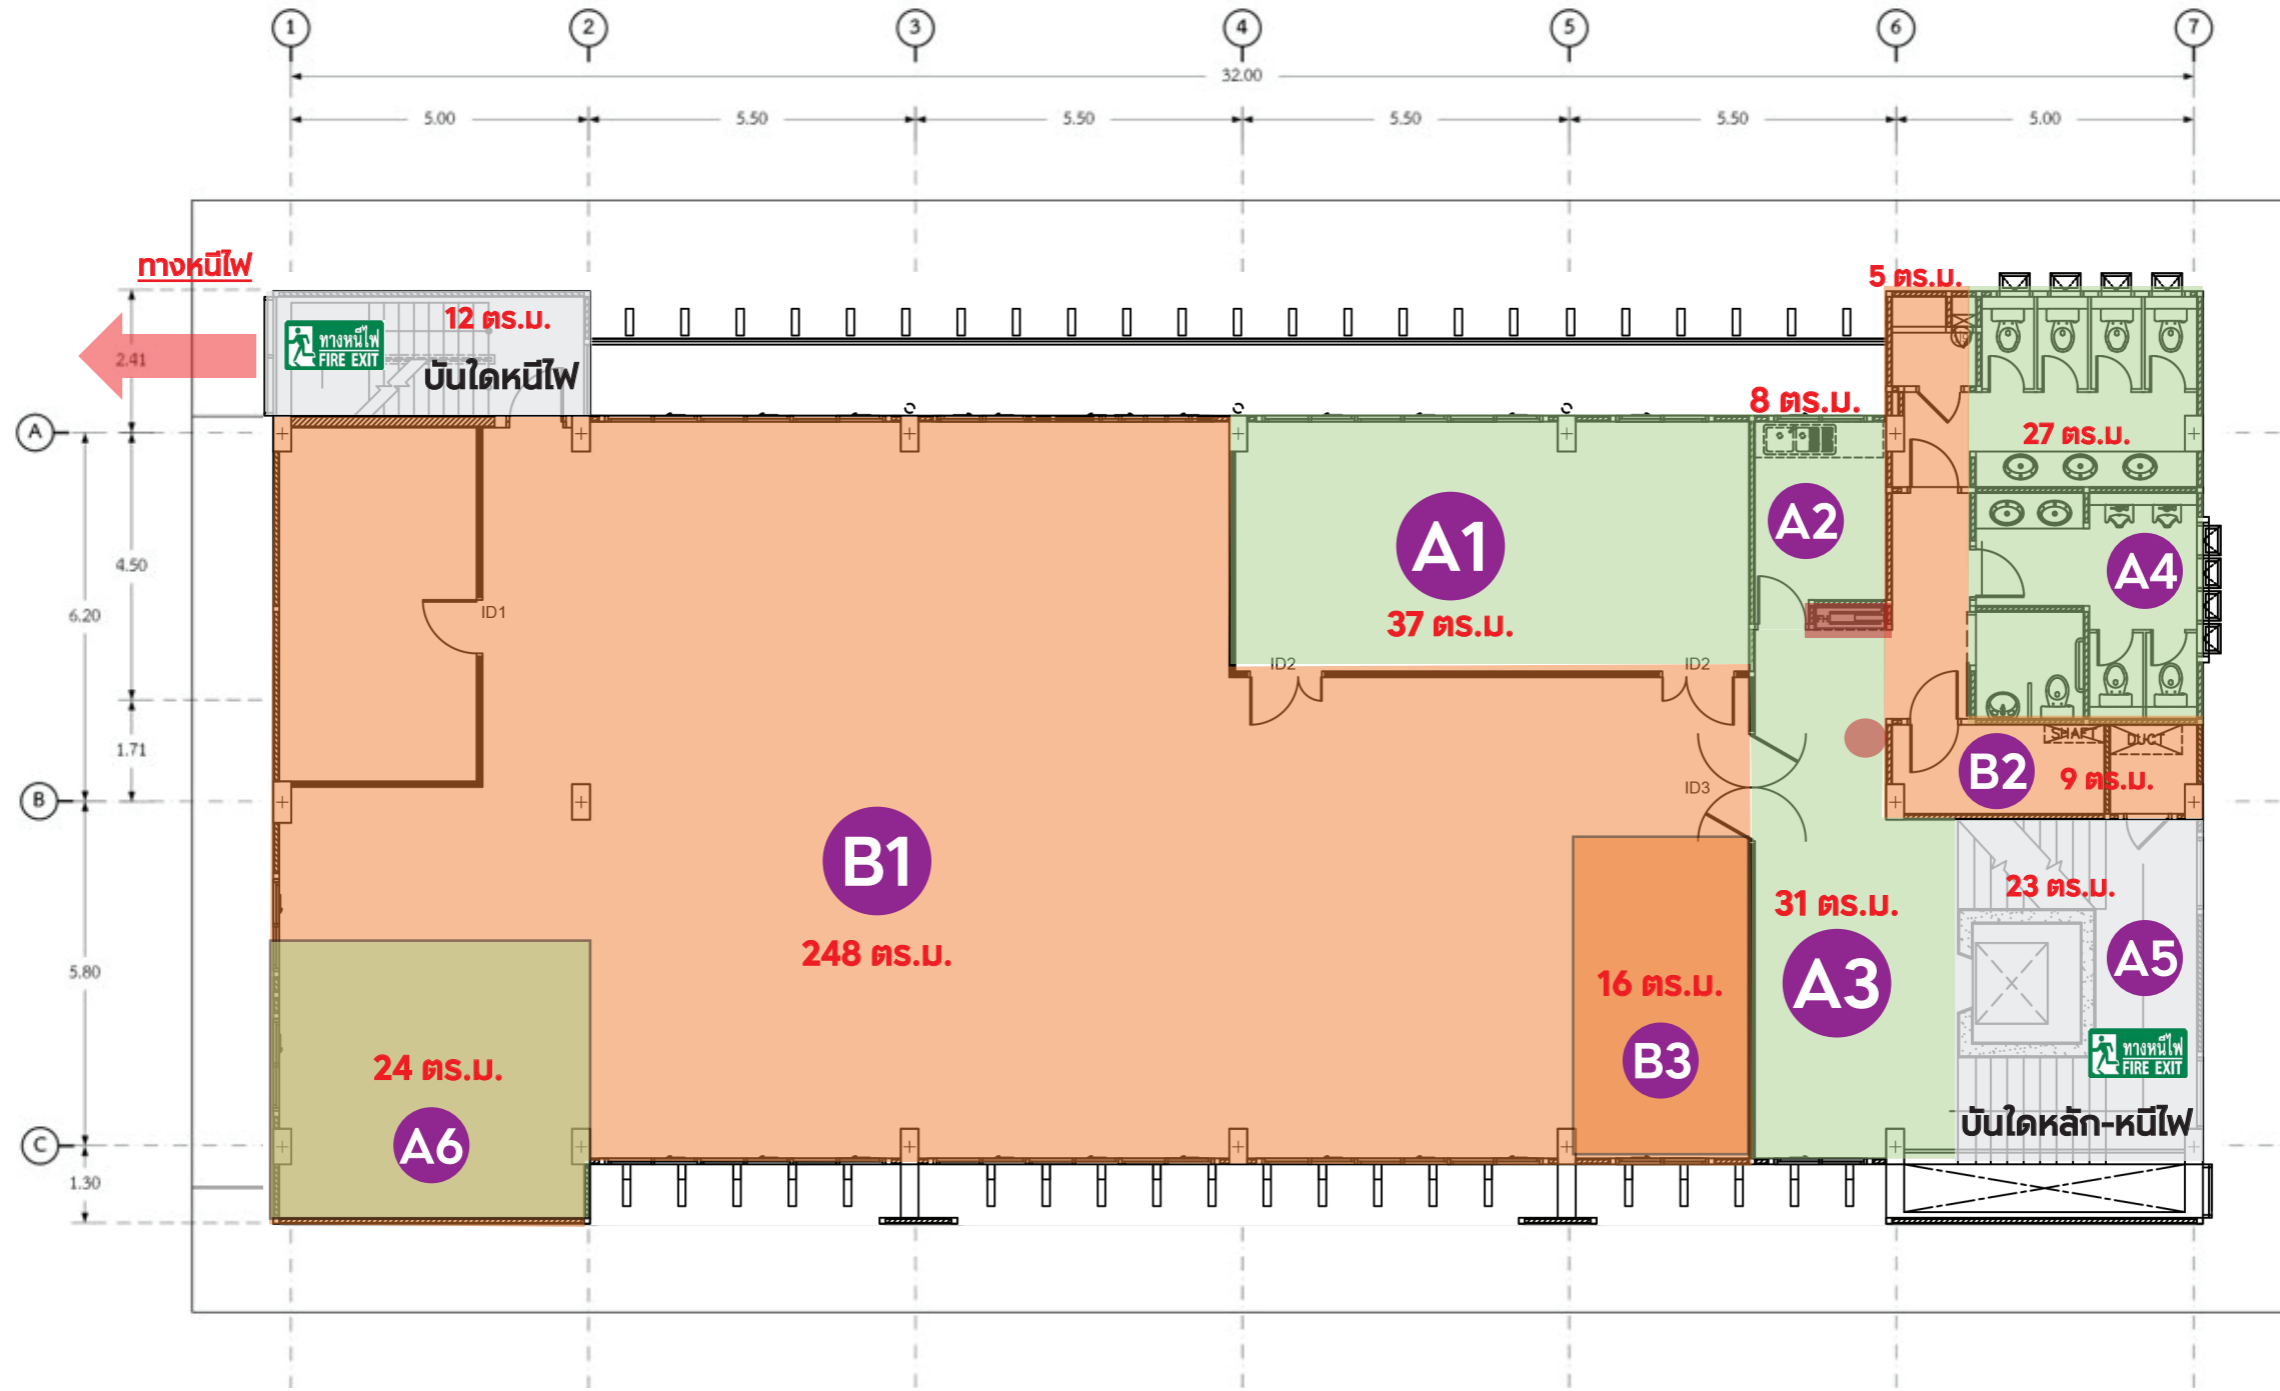 1
2
3
4
5
6
7
32.00
5.00
5.50
5.50
5.50
5.50
5.00
ทางหนีไฟ
5 ตร.ม.
12 ตร.ม.
ทางหนีไฟ
FIRE EXIT
บันใดหนีไฟ
2.41
8 ตร.ม.
A
27 ตร.ม.
A1
A2
A4
4.50
ID1
6.20
37 ตร.ม.
ID2
ID2
1.71
SHAFT
DUCT
B2
9 ตร.ม.
B
ID3
B1
31 ตร.ม.
23 ตร.ม.
248 ตร.ม.
5.80
16 ตร.ม.
A3
A5
24 ตร.ม.
B3
ทางหนีไฟ
FIRE EXIT
บันใดหลัก-หนีไฟ
C
A6
1.30